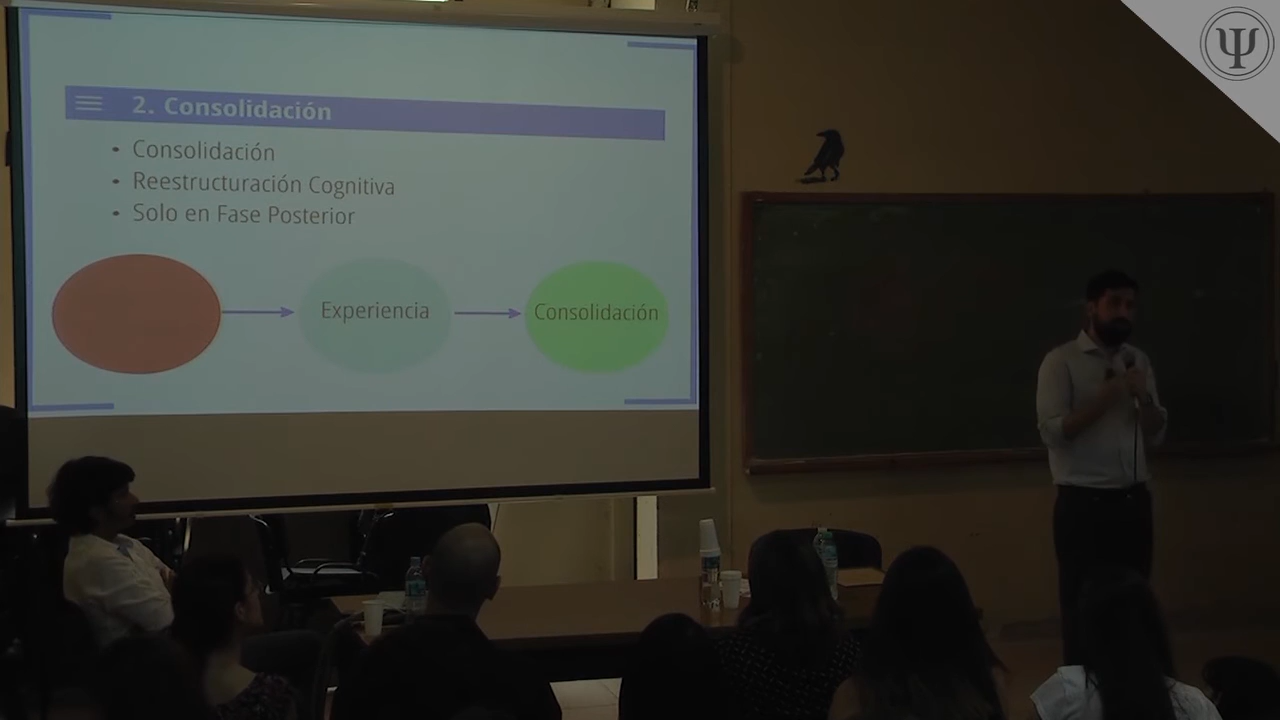 2. Consolidación
• Consolidación
• Reestructuración Cognitiva
• Solo en Fase Posterior
Experiencia
Consolidación
Ψ